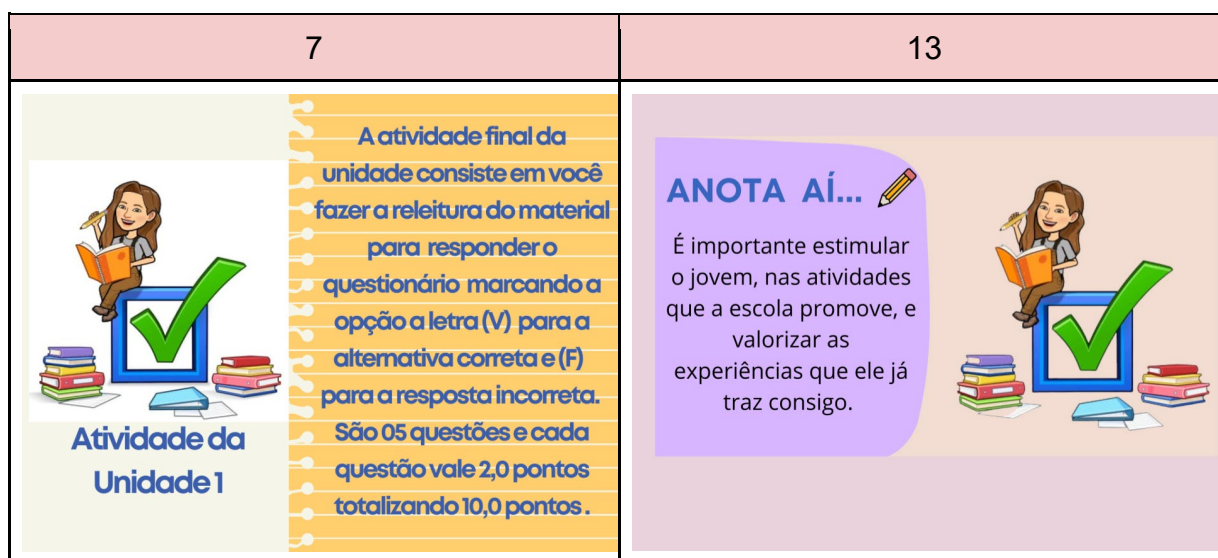 7
13
A atividade final da
unidade consiste em você
fazer a releitura do material
para responder o
questionário marcando a
opção a letra (V) para a
alternativa correta e (F)
para a resposta incorreta.
São 05 questões e cada
questão vale 2,0 pontos
totalizando 10,0 pontos .
Atividade da
Unidade 1
ANOTA AÍ...
É importante estimular
o jovem, nas atividades
que a escola promove, e
valorizar as
experiências que ele já
traz consigo.